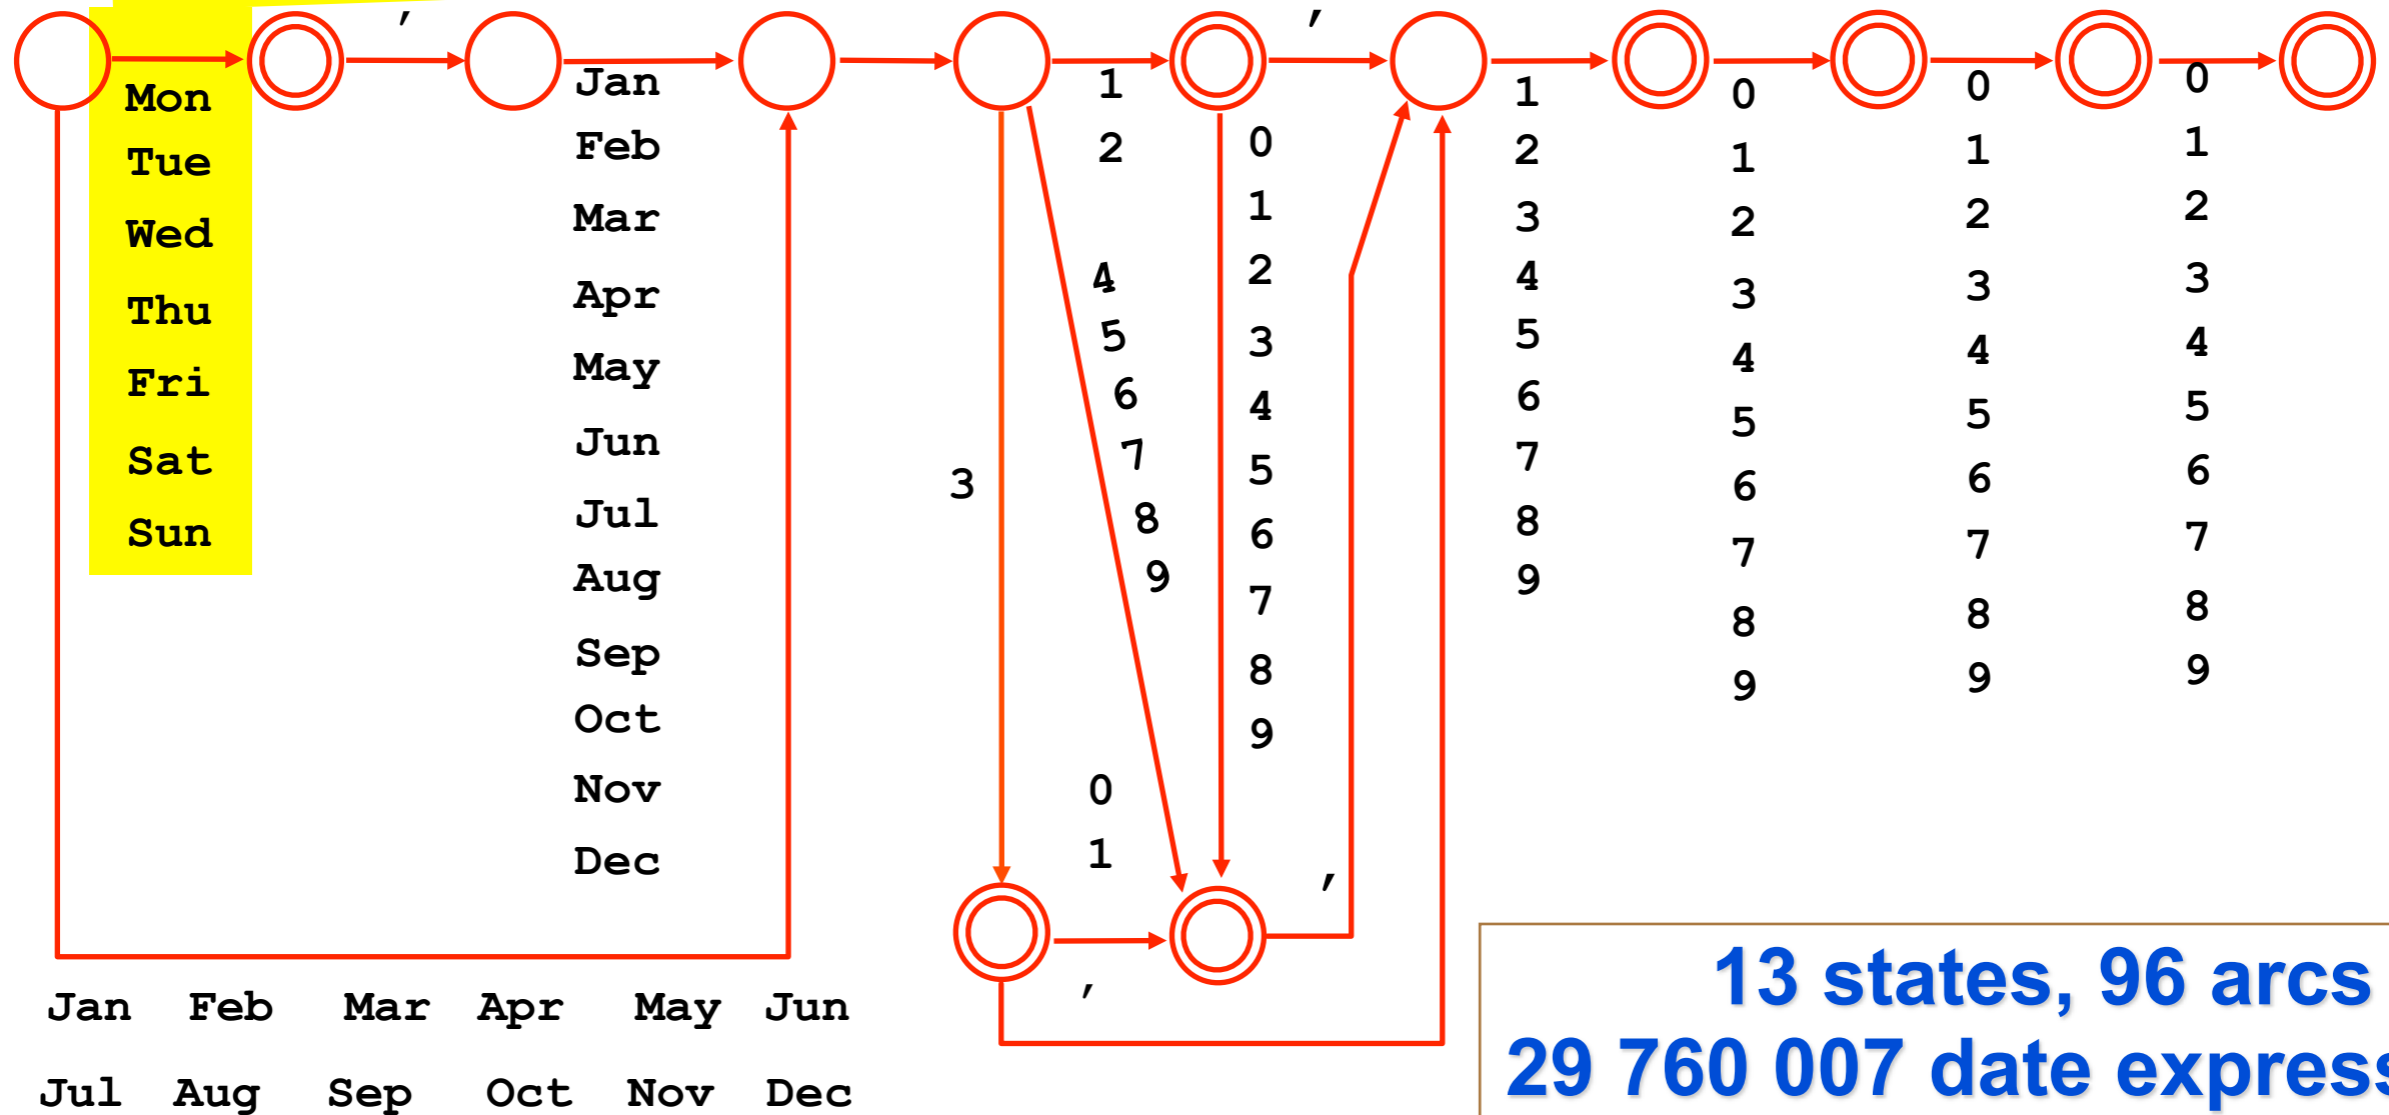 ,
Mon
Tue
Wed
Thu
Fri
Sat
Sun
Jan
Feb
Mar
Apr
May
Jun
Jul
Aug
Sep
Oct
Nov
Dec
3
1
2
4
5
6
7
8
9
0
1
,
0
1
2
3
4
5
6
7
8
9
,
,
1
2
3
4
5
6
7
8
9
0
1
2
3
4
5
6
7
8
9
0
1
2
3
4
5
6
7
8
9
0
1
2
3
4
5
6
7
8
9
Jan Feb Mar Apr May Jun
Jul Aug Sep Oct Nov Dec
13 states, 96 arcs
29 760 007 date express